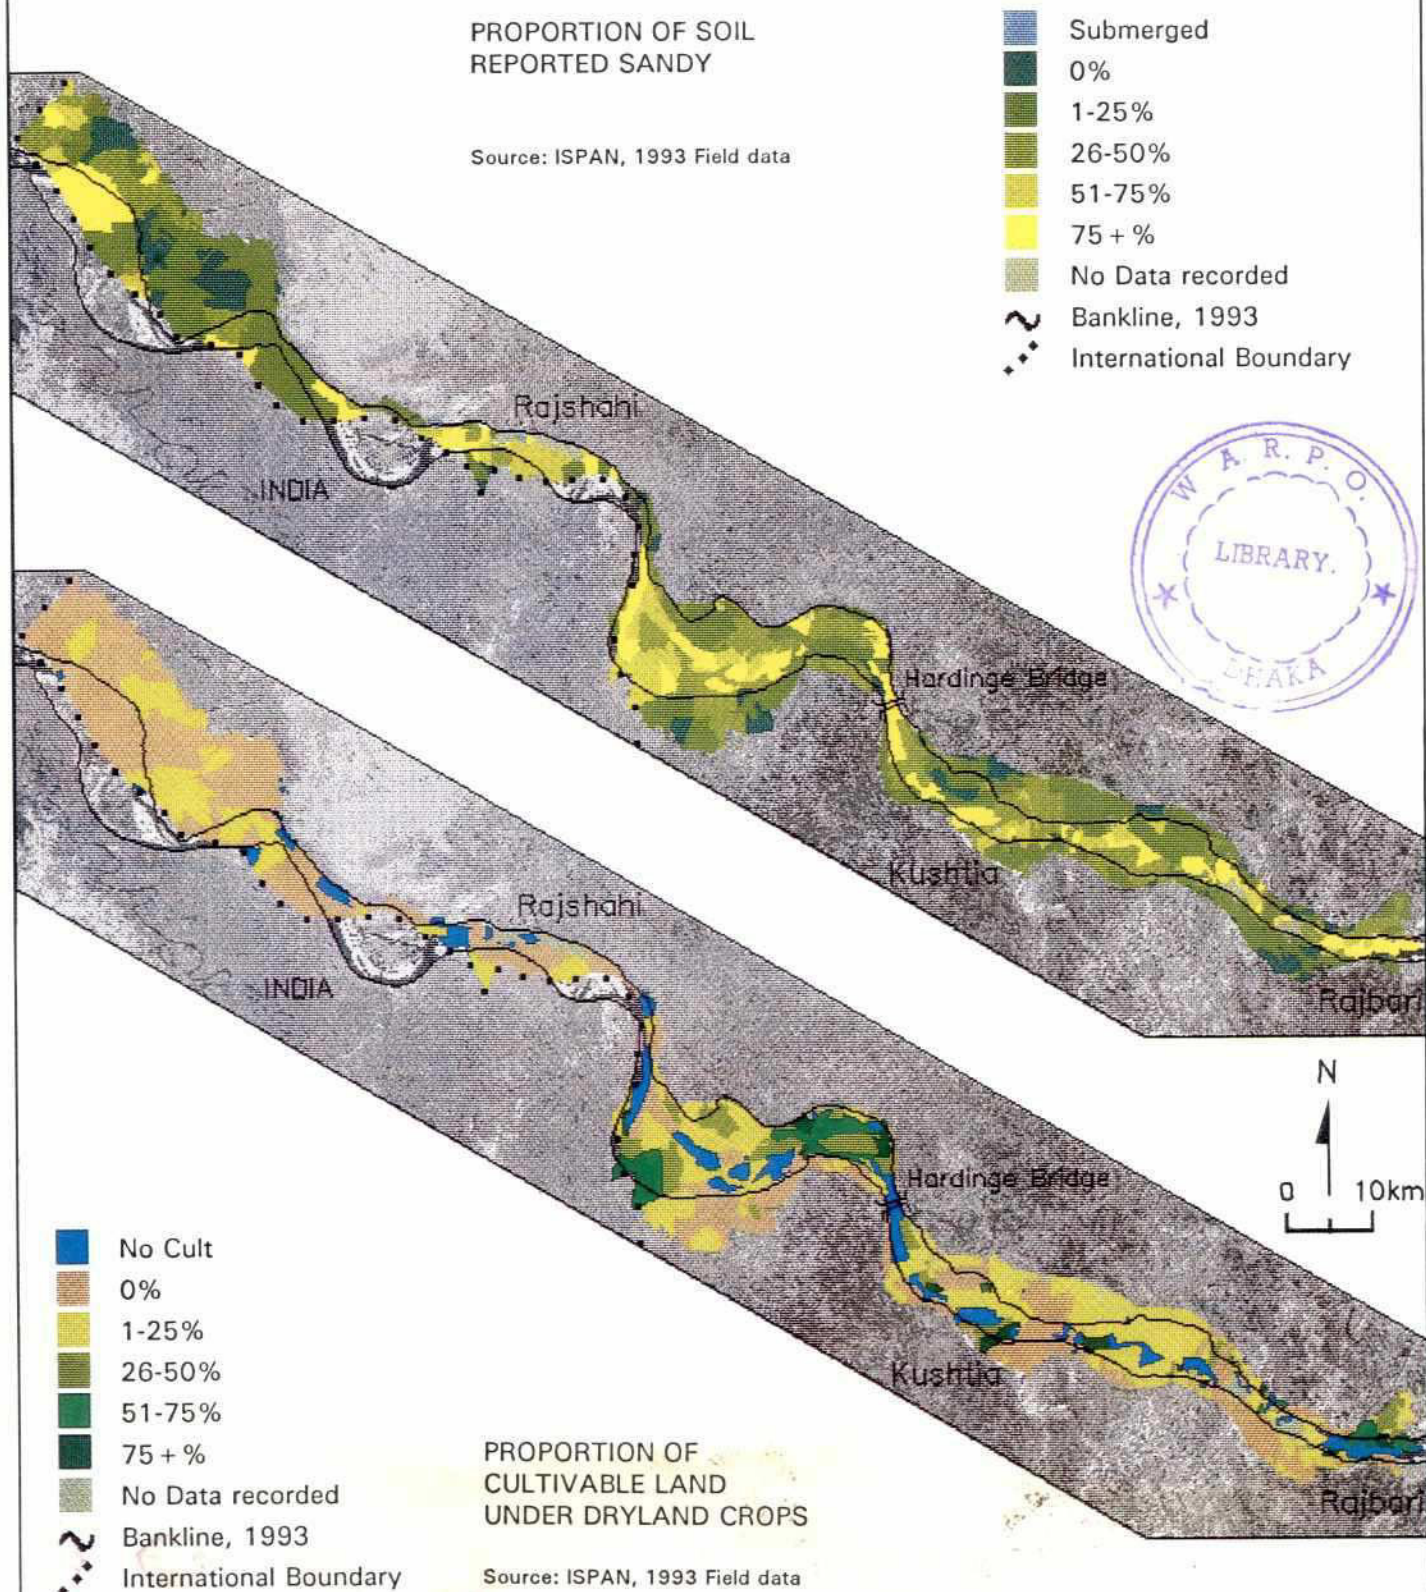 PROPORTION OF SOIL
REPORTED SANDY
Source: ISPAN, 1993 Field data
Submerged
0%
1-25%
26-50%
51-75%
75 + %
No Data recorded
Bankline, 1993
International Boundary
Rajshahi
INDIA
Hardinge Bridge
Kushtia
Rajbari
W. A. R. P. O.
LIBRARY.
DHAKA
Rajshahi
INDIA
Hardinge Bridge
Kushtia
Rajbari
N
0 10km
No Cult
0%
1-25%
26-50%
51-75%
75 + %
No Data recorded
Bankline, 1993
International Boundary
PROPORTION OF
CULTIVABLE LAND
UNDER DRYLAND CROPS
Source: ISPAN, 1993 Field data